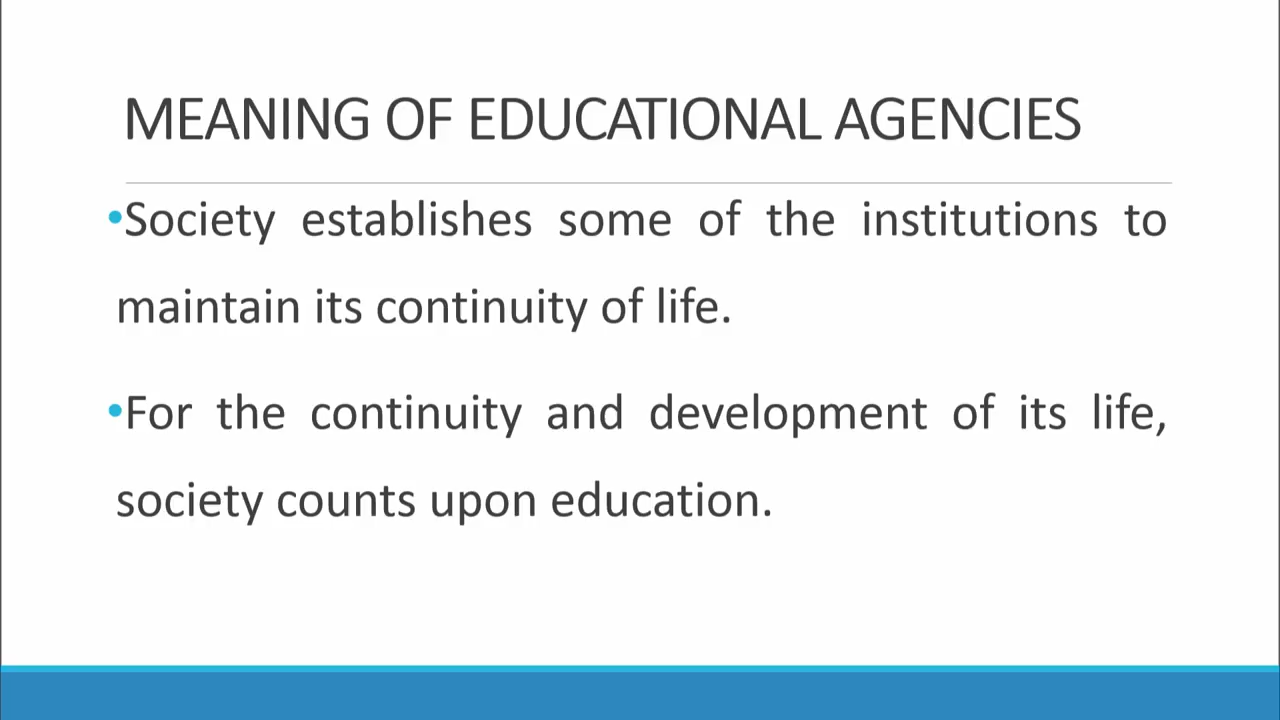 MEANING OF EDUCATIONAL AGENCIES
•Society establishes some of the institutions to
maintain its continuity of life.
•For the continuity and development of its life,
society counts upon education.